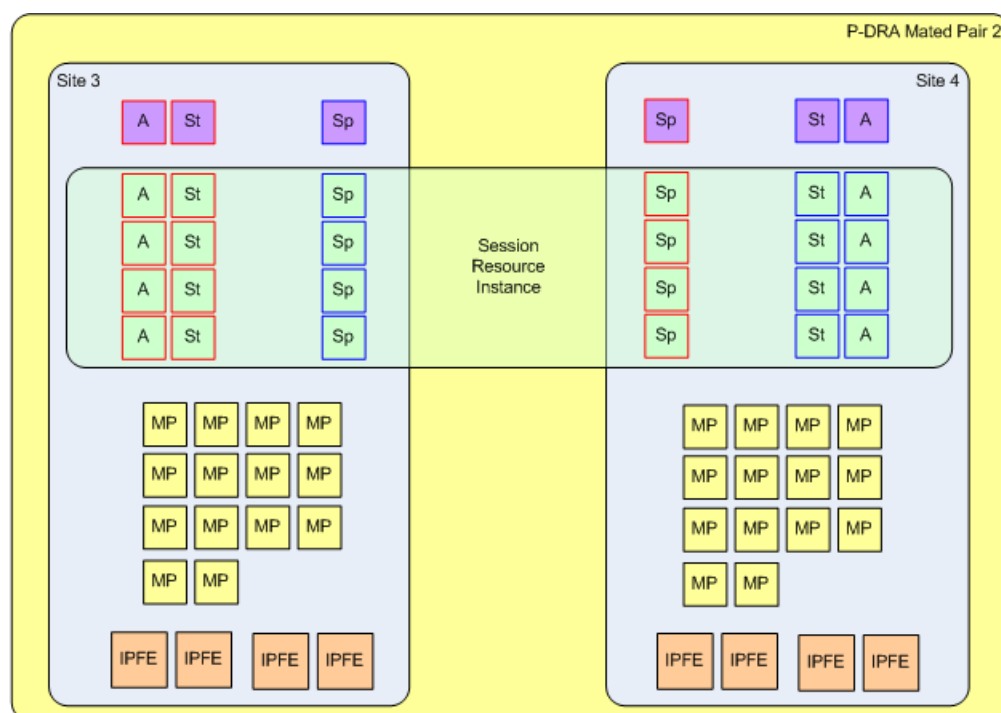 P-DRA Mated Pair 2
Site 3
Site 4
A St Sp Sp St A
A St Sp Sp St A
A St Sp Sp St A
A St Sp Sp St A
A St Sp Sp St A
Session
Resource
Instance
MP MP MP MP MP MP MP MP
MP MP MP MP MP MP MP MP
MP MP MP MP MP MP MP MP
MP MP MP MP
IPFE IPFE IPFE IPFE IPFE IPFE IPFE IPFE